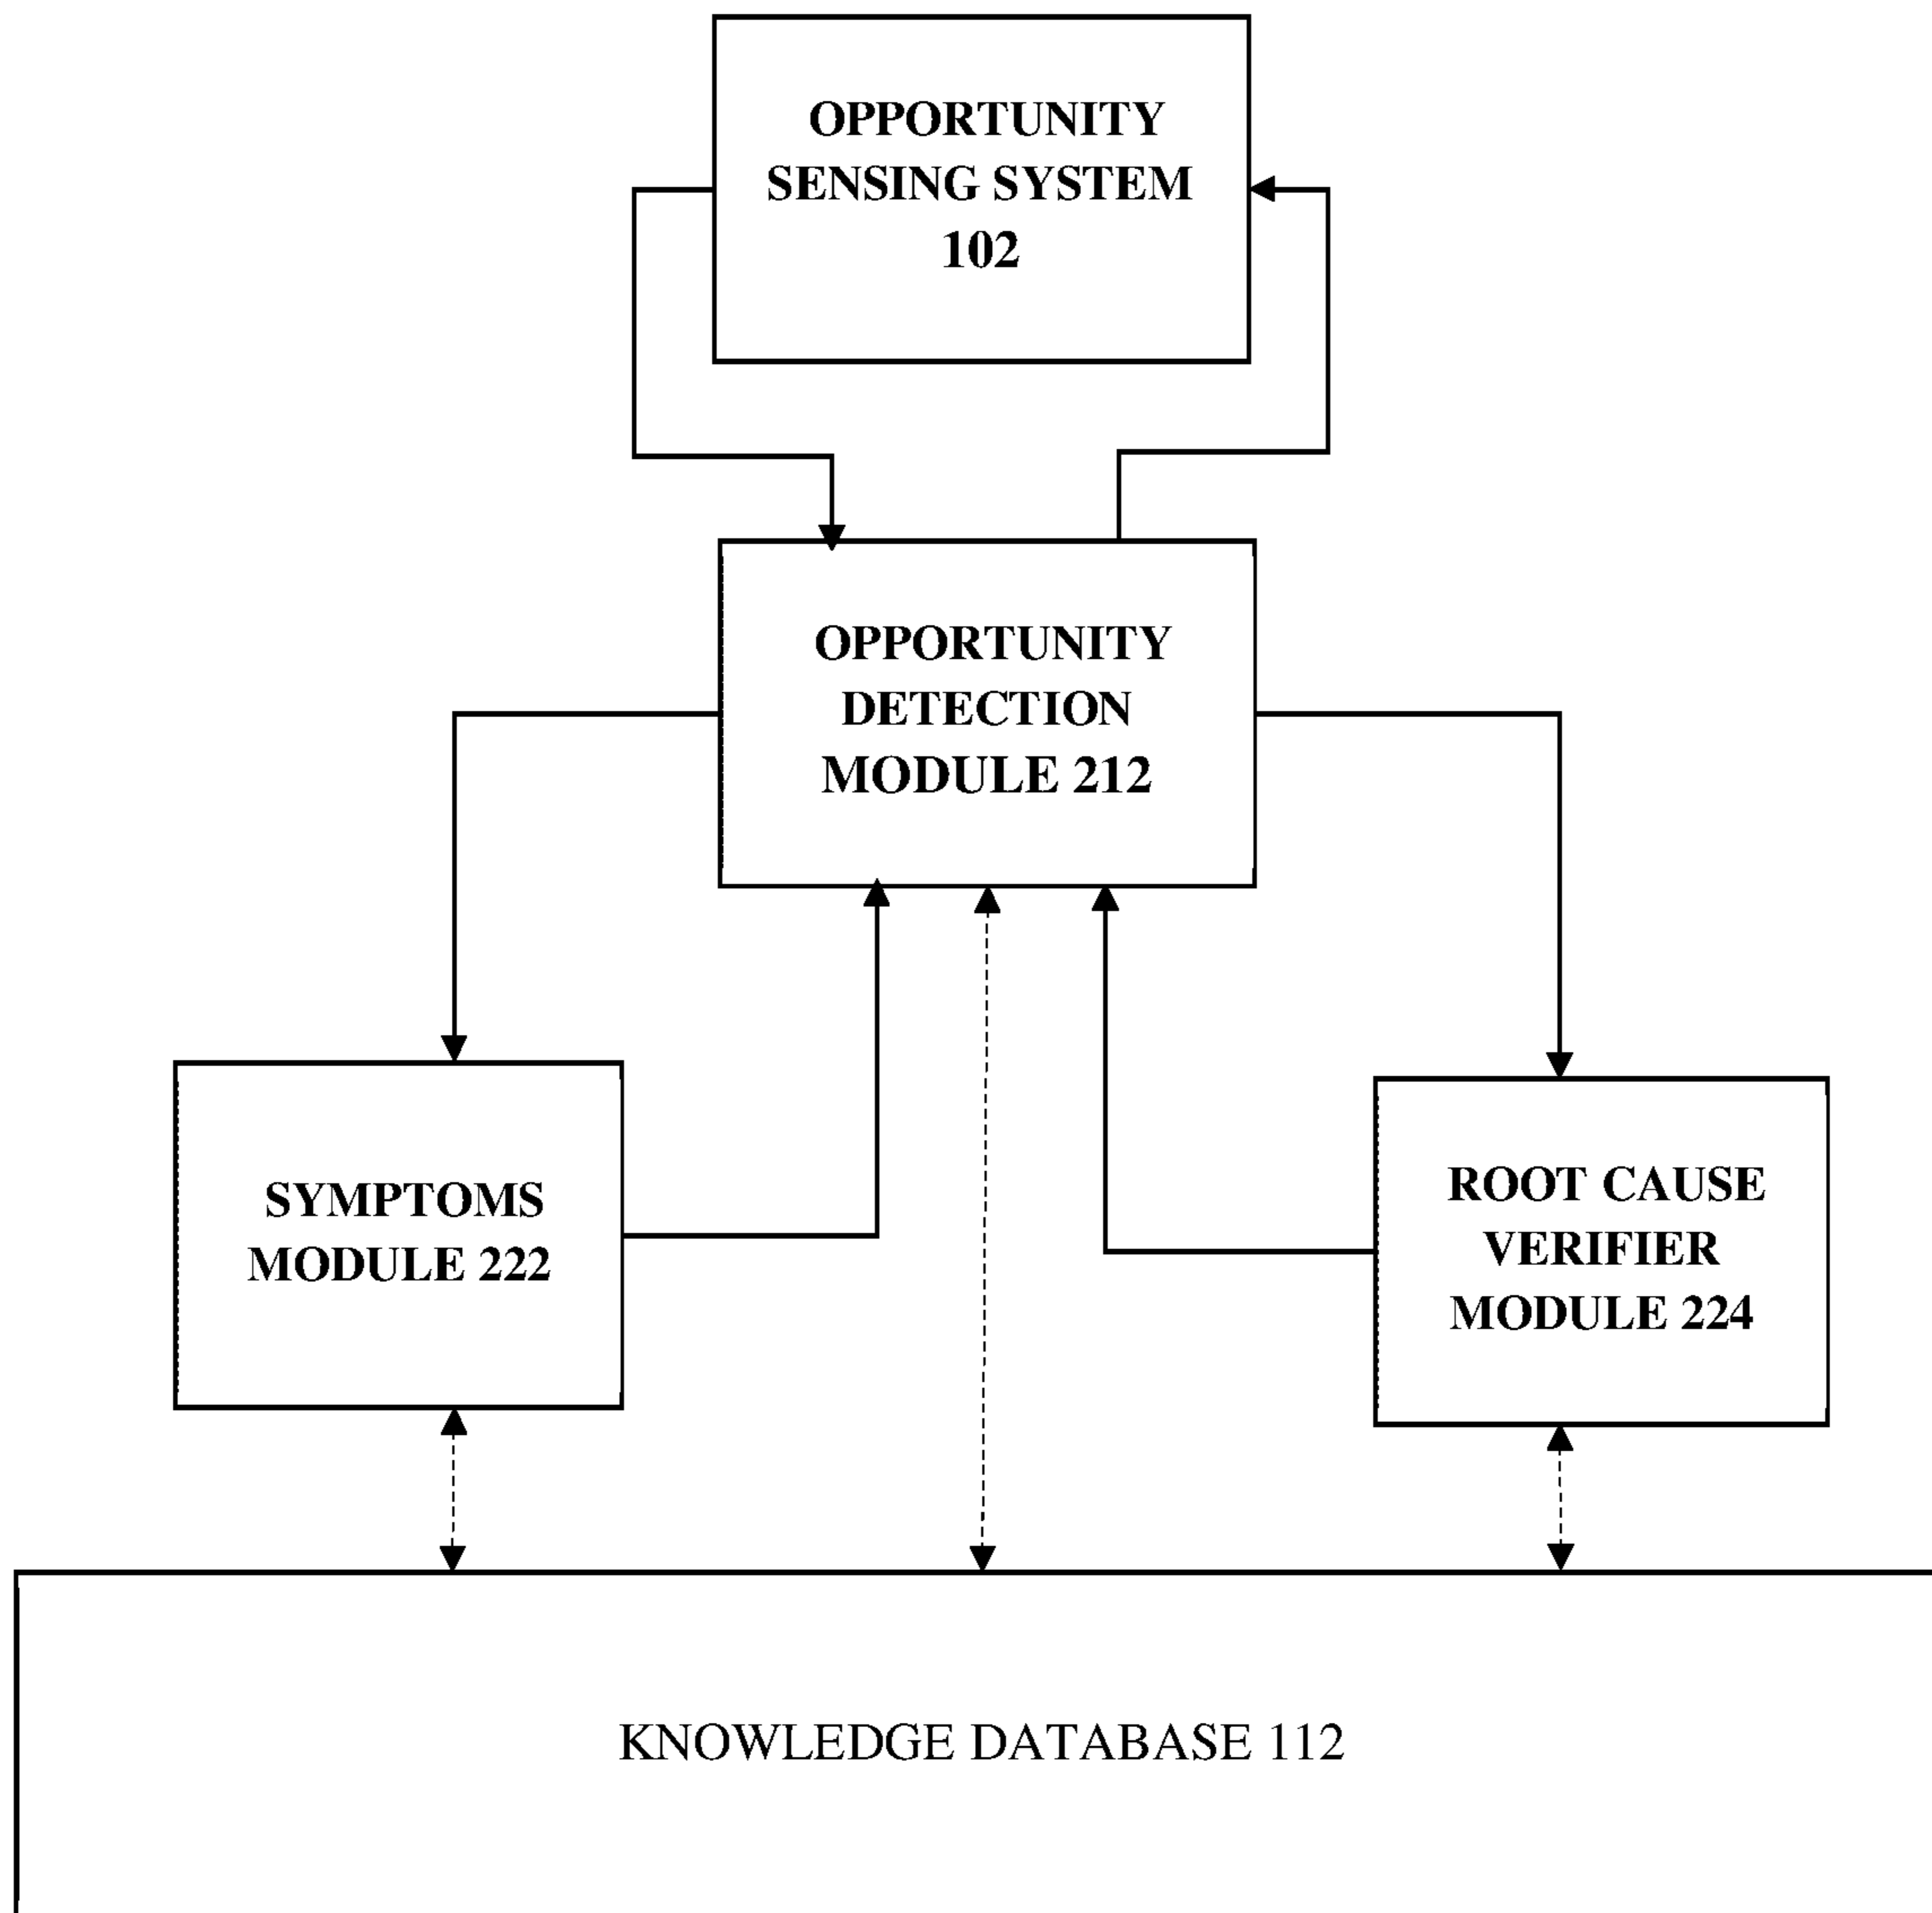 OPPORTUNITY
SENSING SYSTEM
102
OPPORTUNITY
DETECTION
MODULE 212
SYMPTOMS
MODULE 222
ROOT CAUSE
VERIFIER
MODULE 224
KNOWLEDGE DATABASE 112